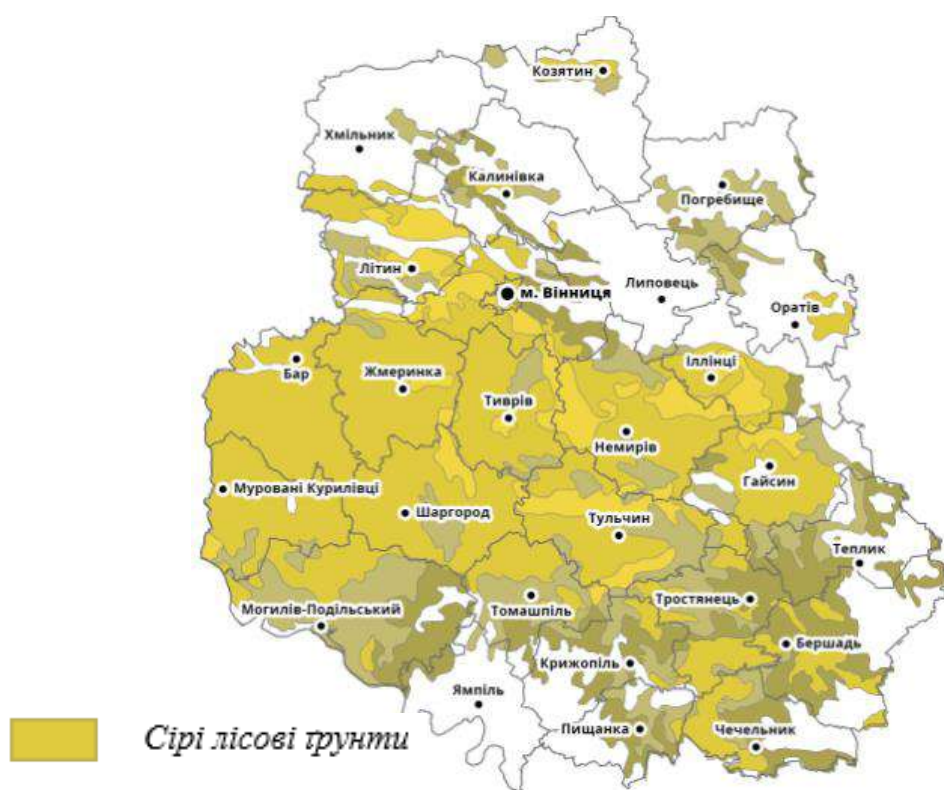 Козятин
Хмільник
Калинівка
Погребище
Літин
м. Вінниця
Липовець
Оратів
Бар
Жмеринка
Іллінці
Тиврів
Немирів
Гайсин
Муровані Курилівці
Шаргород
Тульчин
Теплик
Могилів-Подільський
Томашпіль
Тростянець
Бершадь
Крижопіль
Ямпіль
Піщанка
Чечельник
Сірі лісові ґрунти